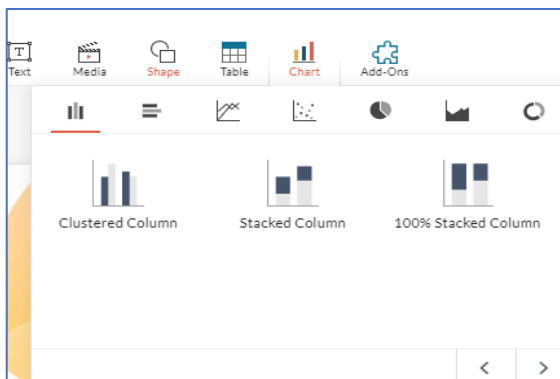 T
Text Media Shape Table Chart Add-Ons
Clustered Column Stacked Column 100% Stacked Column